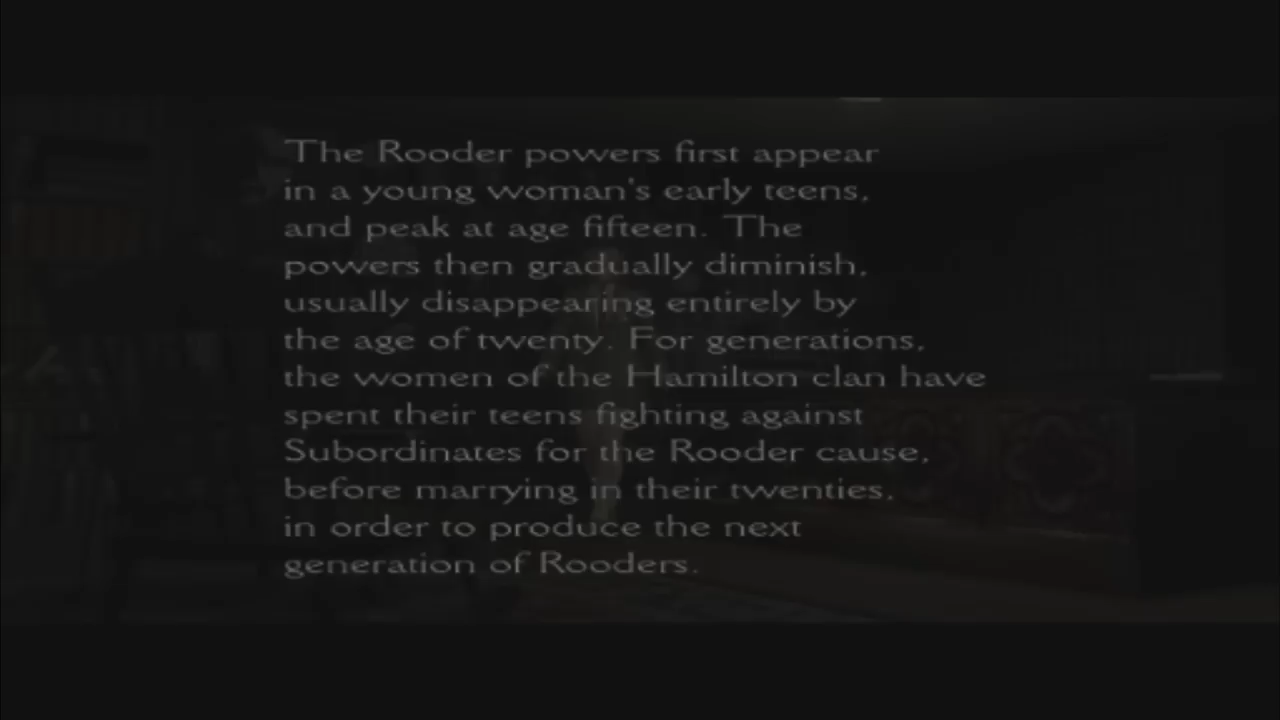 The Rooder powers first appear
in a young woman's early teens,
and peak at age fifteen. The
powers then gradually diminish,
usually disappearing entirely by
the age of twenty. For generations,
the women of the Hamilton clan have
spent their teens fighting against
Subordinates for the Rooder cause,
before marrying in their twenties,
in order to produce the next
generation of Rooders.